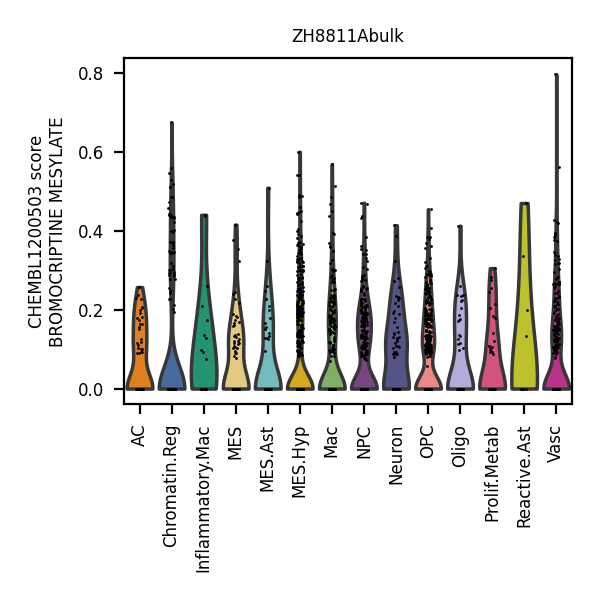 ZH8811Abulk
CHEMBL1200503 score
BROMOCRIPTINE MESYLATE
0.8
0.6
0.4
0.2
0.0
AC
Chromatin.Reg
Inflammatory.Mac
MES
MES.Ast
MES.Hyp
Mac
NPC
Neuron
OPC
Oligo
Prolif.Metab
Reactive.Ast
Vasc